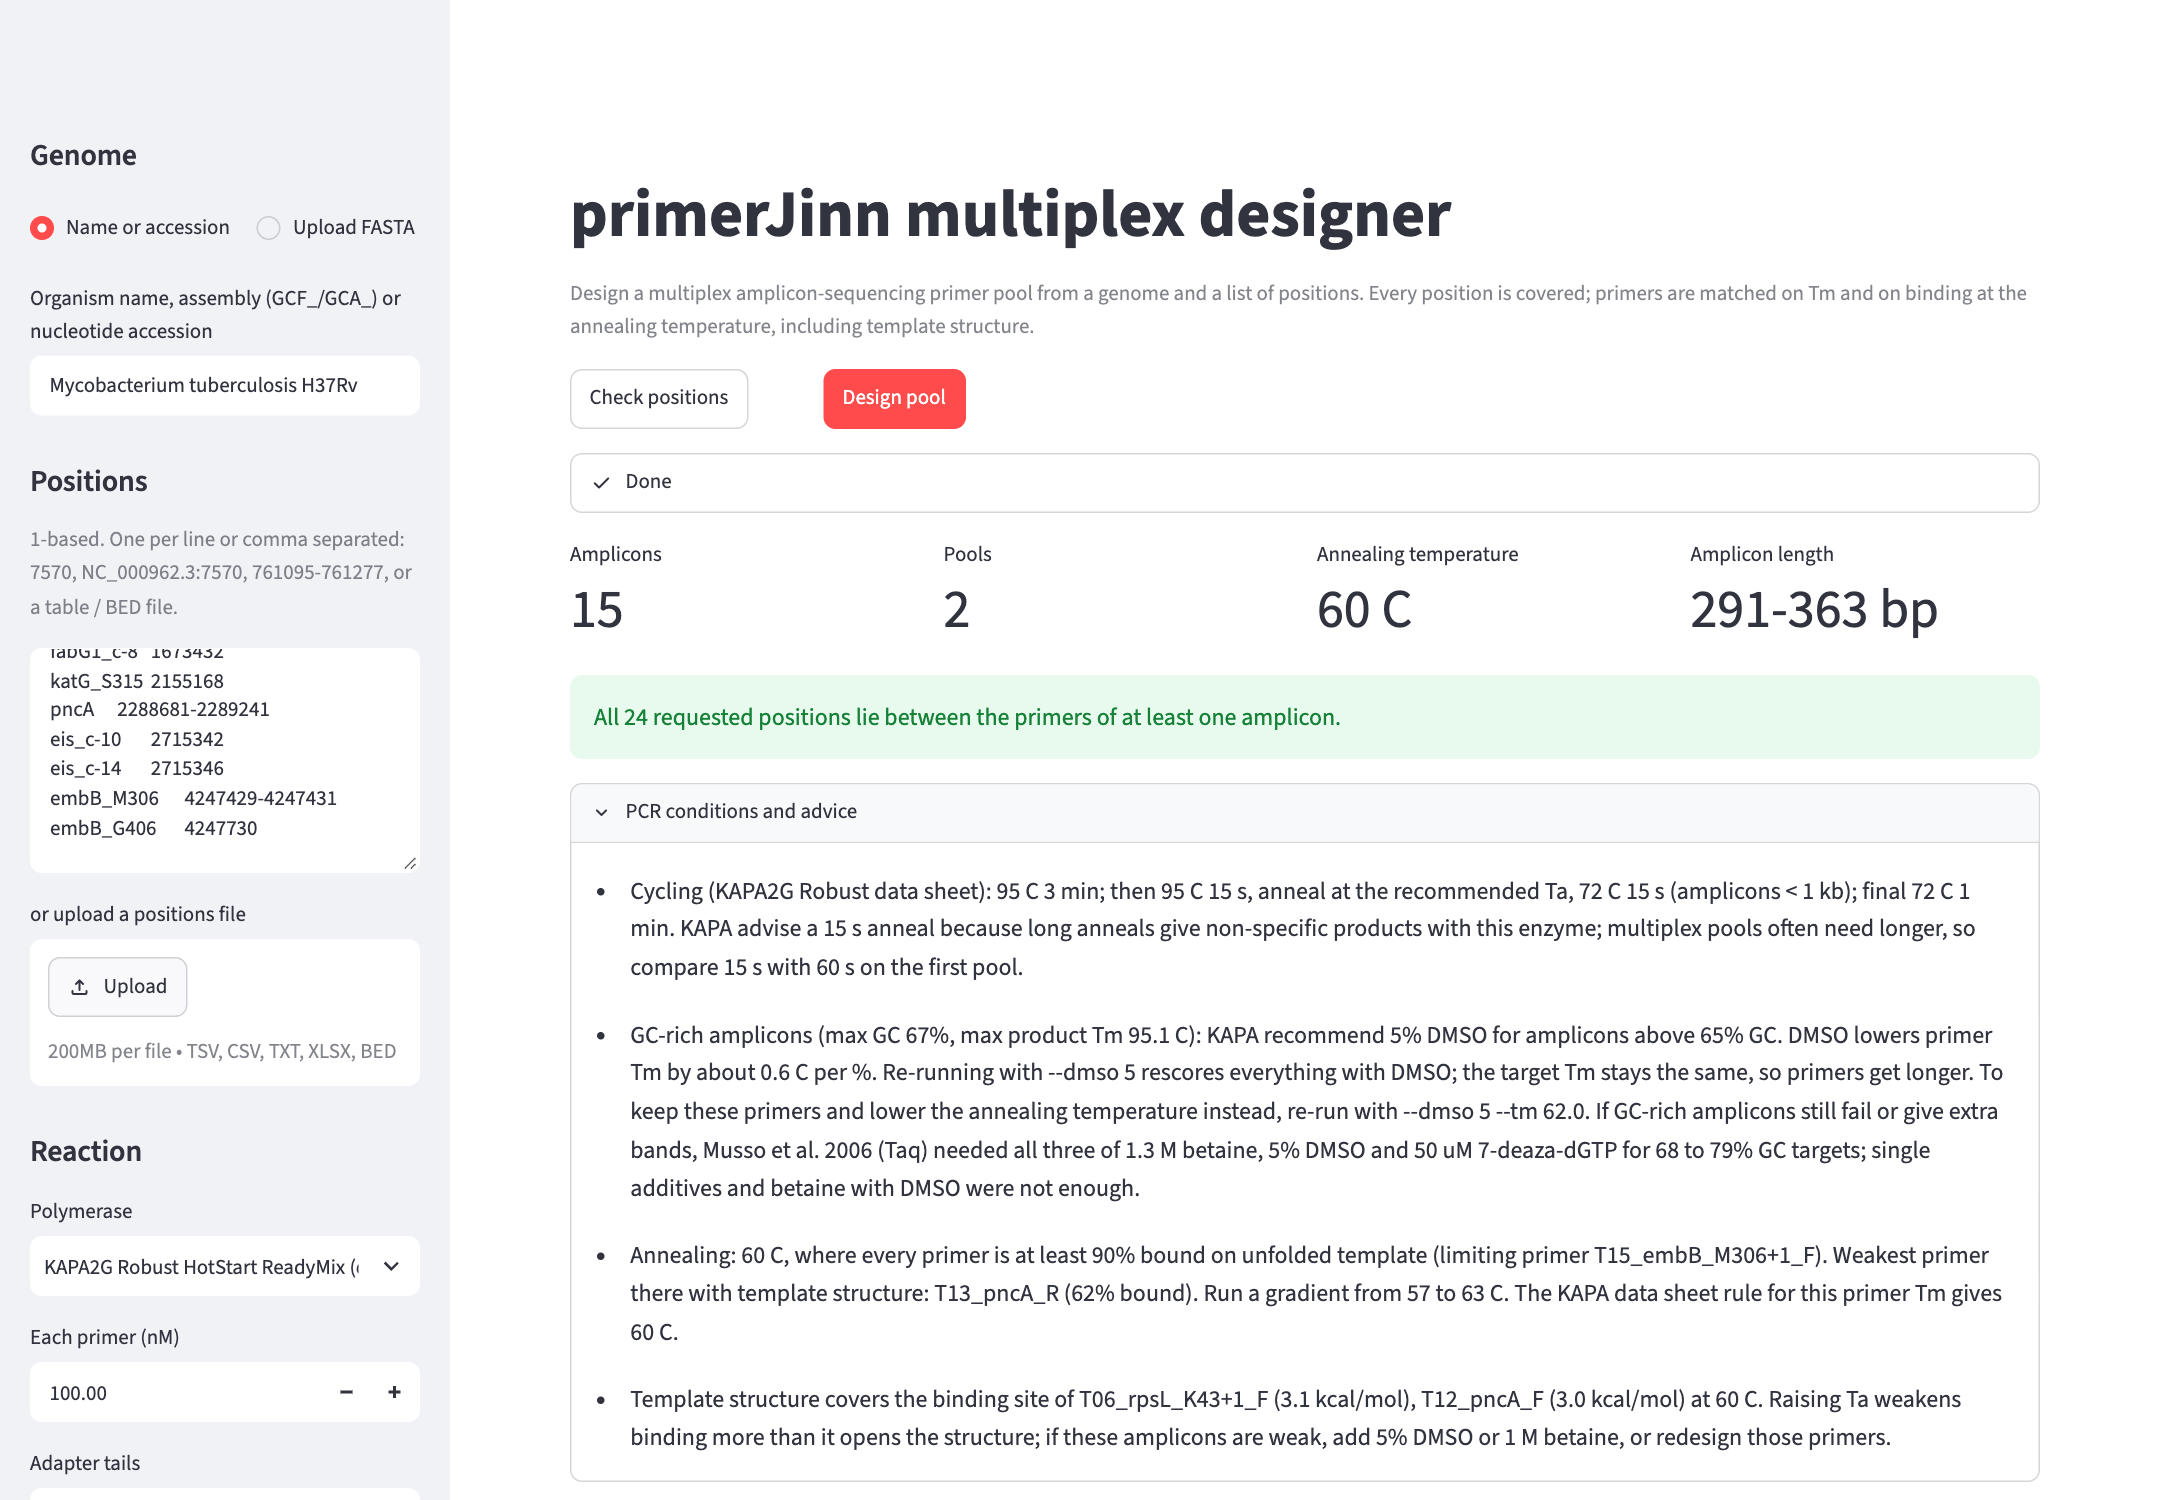 Genome
Name or accession
Upload FASTA
Organism name, assembly (GCF_/GCA_) or
nucleotide accession
Mycobacterium tuberculosis H37Rv
Positions
1-based. One per line or comma separated:
7570, NC_000962.3:7570, 761095-761277, or
a table / BED file.
fabG1_c-8 1673432
katG_S315 2155168
pncA 2288681-2289241
eis_c-10 2715342
eis_c-14 2715346
embB_M306 4247429-4247431
embB_G406 4247730
or upload a positions file
Upload
200MB per file • TSV, CSV, TXT, XLSX, BED
Reaction
Polymerase
KAPA2G Robust HotStart ReadyMix (
Each primer (nM)
100.00
Adapter tails
primerJinn multiplex designer
Design a multiplex amplicon-sequencing primer pool from a genome and a list of positions. Every position is covered; primers are matched on Tm and on binding at the
annealing temperature, including template structure.
Check positions
Design pool
Done
Amplicons
15
Pools
2
Annealing temperature
60 C
Amplicon length
291-363 bp
All 24 requested positions lie between the primers of at least one amplicon.
PCR conditions and advice
• Cycling (KAPA2G Robust data sheet): 95 C 3 min; then 95 C 15 s, anneal at the recommended Ta, 72 C 15 s (amplicons < 1 kb); final 72 C 1
min. KAPA advise a 15 s anneal because long anneals give non-specific products with this enzyme; multiplex pools often need longer, so
compare 15 s with 60 s on the first pool.
• GC-rich amplicons (max GC 67%, max product Tm 95.1 C): KAPA recommend 5% DMSO for amplicons above 65% GC. DMSO lowers primer
Tm by about 0.6 C per %. Re-running with --dmso 5 rescores everything with DMSO; the target Tm stays the same, so primers get longer. To
keep these primers and lower the annealing temperature instead, re-run with --dmso 5 --tm 62.0. If GC-rich amplicons still fail or give extra
bands, Musso et al. 2006 (Taq) needed all three of 1.3 M betaine, 5% DMSO and 50 uM 7-deaza-dGTP for 68 to 79% GC targets; single
additives and betaine with DMSO were not enough.
• Annealing: 60 C, where every primer is at least 90% bound on unfolded template (limiting primer T15_embB_M306+1_F). Weakest primer
there with template structure: T13_pncA_R (62% bound). Run a gradient from 57 to 63 C. The KAPA data sheet rule for this primer Tm gives
60 C.
• Template structure covers the binding site of T06_rpsL_K43+1_F (3.1 kcal/mol), T12_pncA_F (3.0 kcal/mol) at 60 C. Raising Ta weakens
binding more than it opens the structure; if these amplicons are weak, add 5% DMSO or 1 M betaine, or redesign those primers.